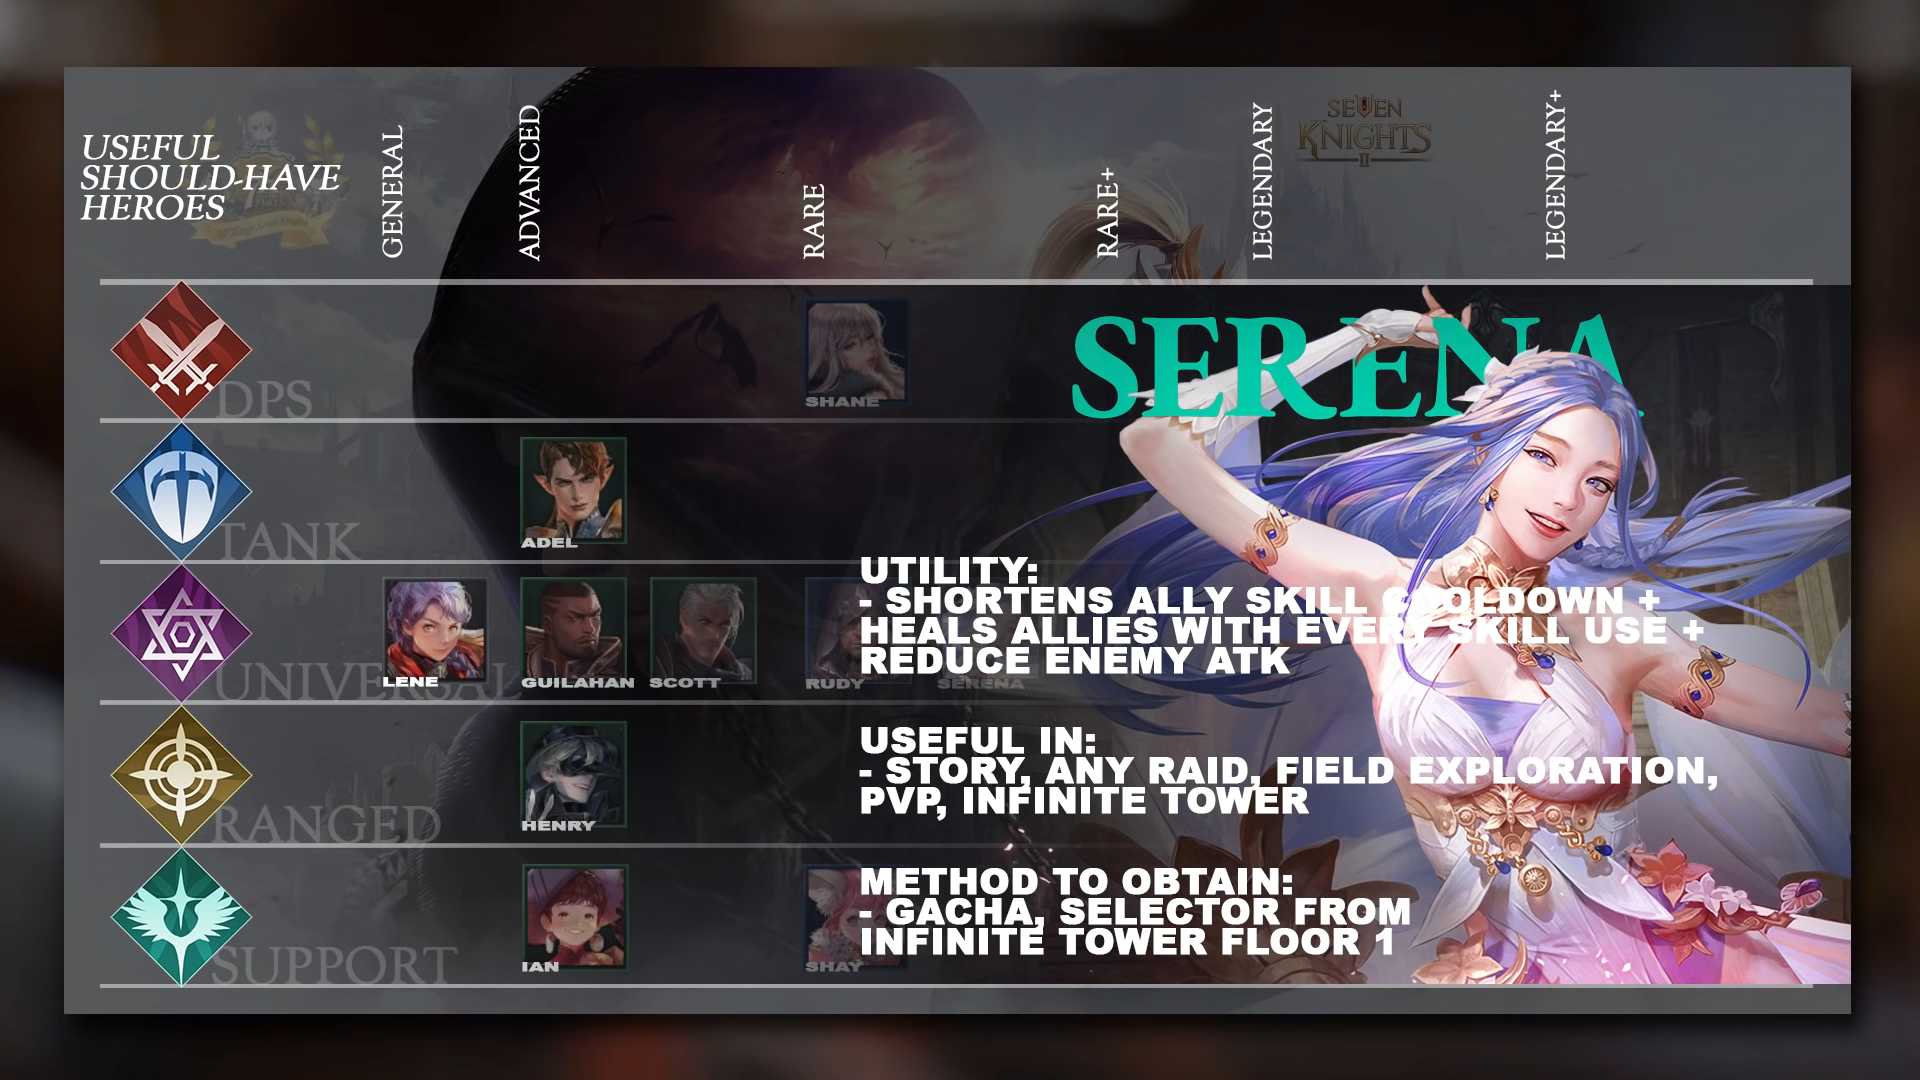 USEFUL
SHOULD-HAVE
HEROES
GENERAL
ADVANCED
RARE
RARE+
LEGENDARY
SEVEN
KNIGHTS
II
LEGENDARY+
DPS
SHANE
SERENA
TANK
ADEL
UNIVERSAL
LENE
GUILAHAN
SCOTT
RUDY
SERENA
UTILITY:
- SHORTENS ALLY SKILL COOLDOWN +
HEALS ALLIES WITH EVERY SKILL USE +
REDUCE ENEMY ATK
RANGED
HENRY
USEFUL IN:
- STORY, ANY RAID, FIELD EXPLORATION,
PVP, INFINITE TOWER
SUPPORT
IAN
SHAY
METHOD TO OBTAIN:
- GACHA, SELECTOR FROM
INFINITE TOWER FLOOR 1